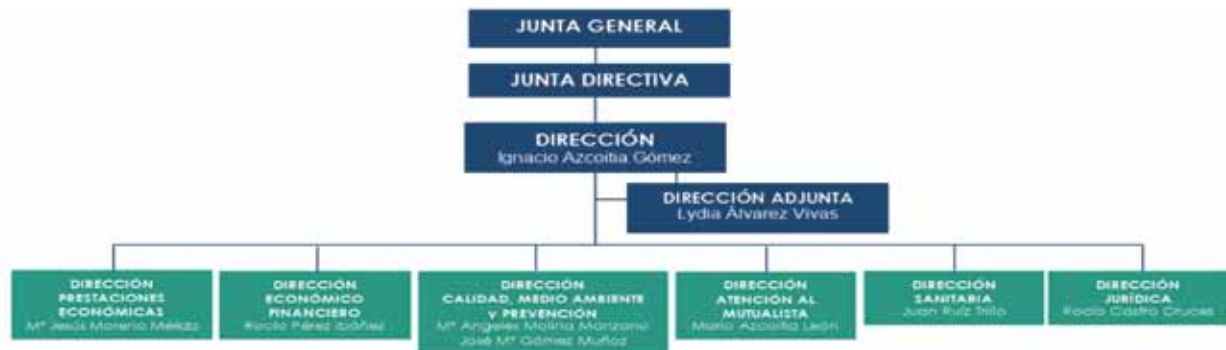 JUNTA GENERAL
JUNTA DIRECTIVA
DIRECCIÓN
Ignacio Azcoitia Gómez
DIRECCIÓN ADJUNTA
Lydia Álvarez Vivas
DIRECCIÓN
PRESTACIONES
ECONÓMICAS
Mª Jesús Moreno
DIRECCIÓN
ECONÓMICO
FINANCIERO
Rocío Pérez Ibáñez
DIRECCIÓN
CALIDAD, MEDIO AMBIENTE
y PREVENCIÓN
Mª Ángeles Molina Manzano
José Mª Gómez Muñoz
DIRECCIÓN
ATENCIÓN AL
MUTUALISTA
Azcoitia León
DIRECCIÓN
SANITARIA
Juan Ruiz Trillo
DIRECCIÓN
JURÍDICA
Rocío Castro Cruces